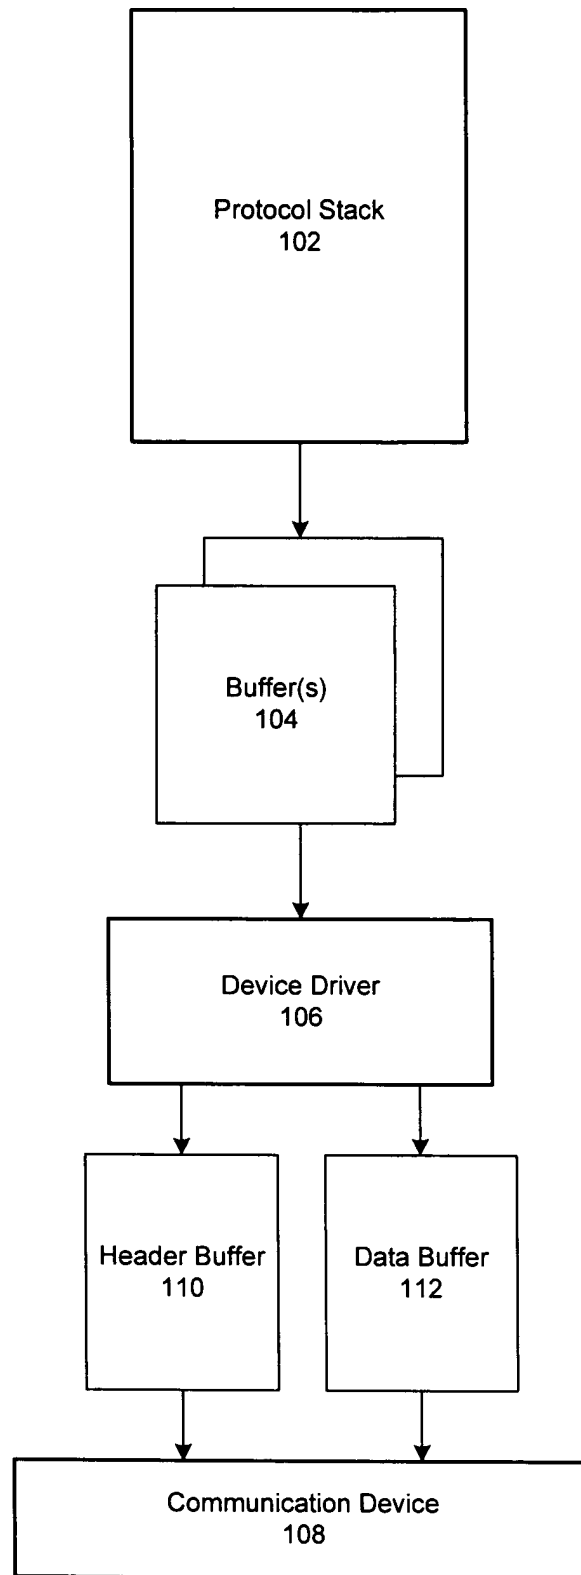 Protocol Stack
102
Buffer(s)
104
Device Driver
106
Header Buffer
110
Data Buffer
112
Communication Device
108